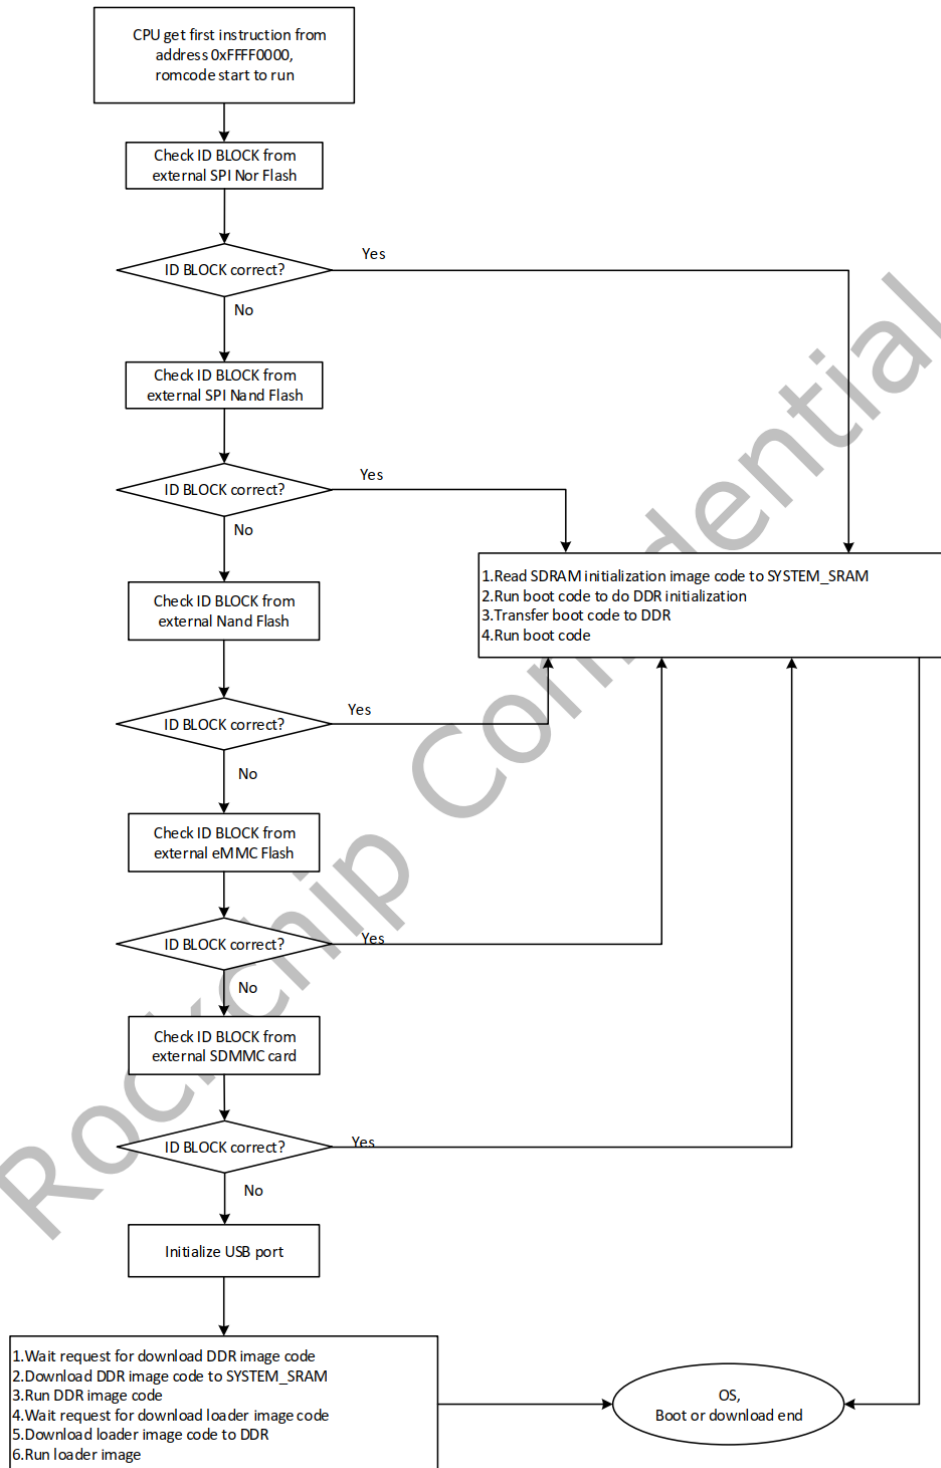 CPU get first instruction from
address 0xFFFF0000,
romcode start to run
Check ID BLOCK from
external SPI Nor Flash
ID BLOCK correct?
Yes
No
Check ID BLOCK from
external SPI Nand Flash
ID BLOCK correct?
Yes
No
1.Read SDRAM initialization image code to SYSTEM_SRAM
2.Run boot code to do DDR initialization
3.Transfer boot code to DDR
4.Run boot code
Check ID BLOCK from
external Nand Flash
ID BLOCK correct?
Yes
No
Check ID BLOCK from
external eMMC Flash
ID BLOCK correct?
Yes
No
Check ID BLOCK from
external SDMMC card
ID BLOCK correct?
Yes
No
Initialize USB port
1.Wait request for download DDR image code
2.Download DDR image code to SYSTEM_SRAM
3.Run DDR image code
4.Wait request for download loader image code
5.Download loader image code to DDR
6.Run loader image
OS,
Boot or download end
Rockchip Confidential